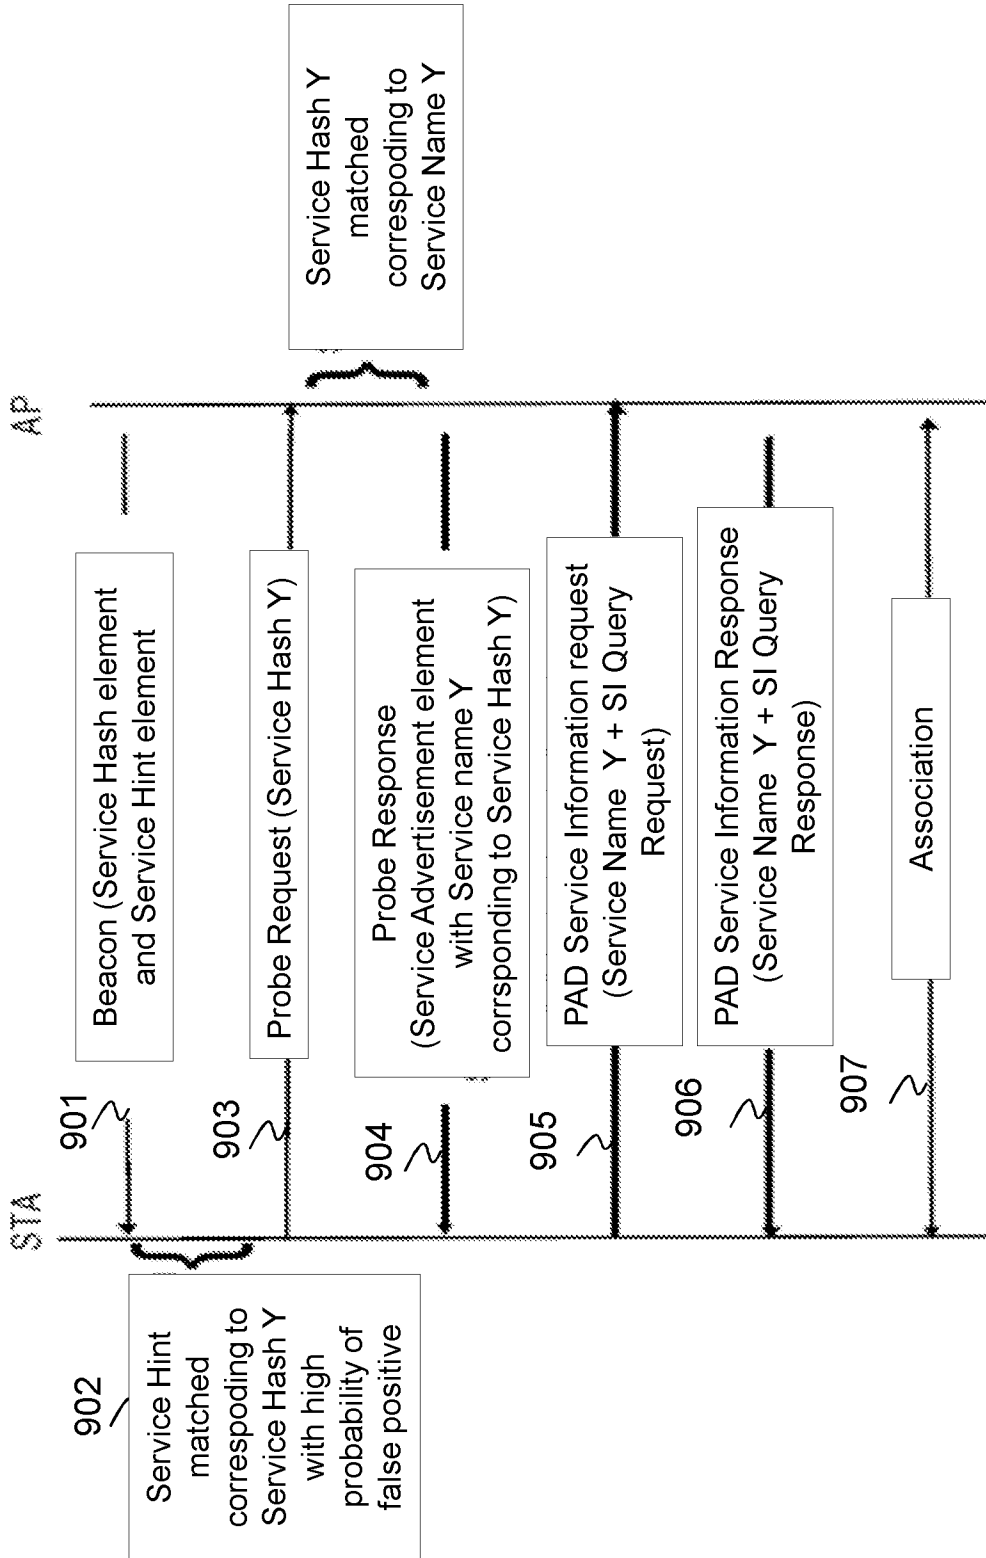 STA
AP
901
Beacon (Service Hash element
and Service Hint element
902
Service Hint
matched
correspoding to
Service Hash Y
with high
probability of
false positive
903
Probe Request (Service Hash Y)
Service Hash Y
matched
correspoding to
Service Name Y
904
Probe Response
(Service Advertisement element
with Service name Y
corrsponding to Service Hash Y)
905
PAD Service Information request
(Service Name Y + SI Query
Request)
906
PAD Service Information Response
(Service Name Y + SI Query
Response)
907
Association